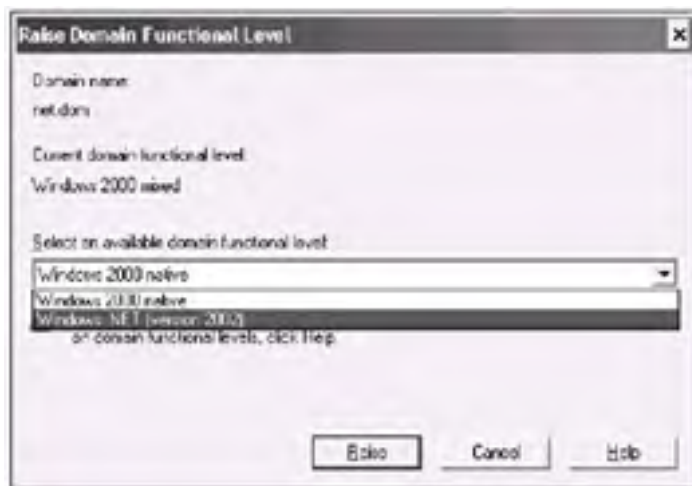 Raise Domain Functional Level
Domain name:
net.dom
Current domain functional level:
Windows 2000 mixed
Select an available domain functional level:
Windows 2000 native
Windows 2000 native
Windows .NET (version 2002)
on domain functional levels, click Help.
Raise
Cancel
Help